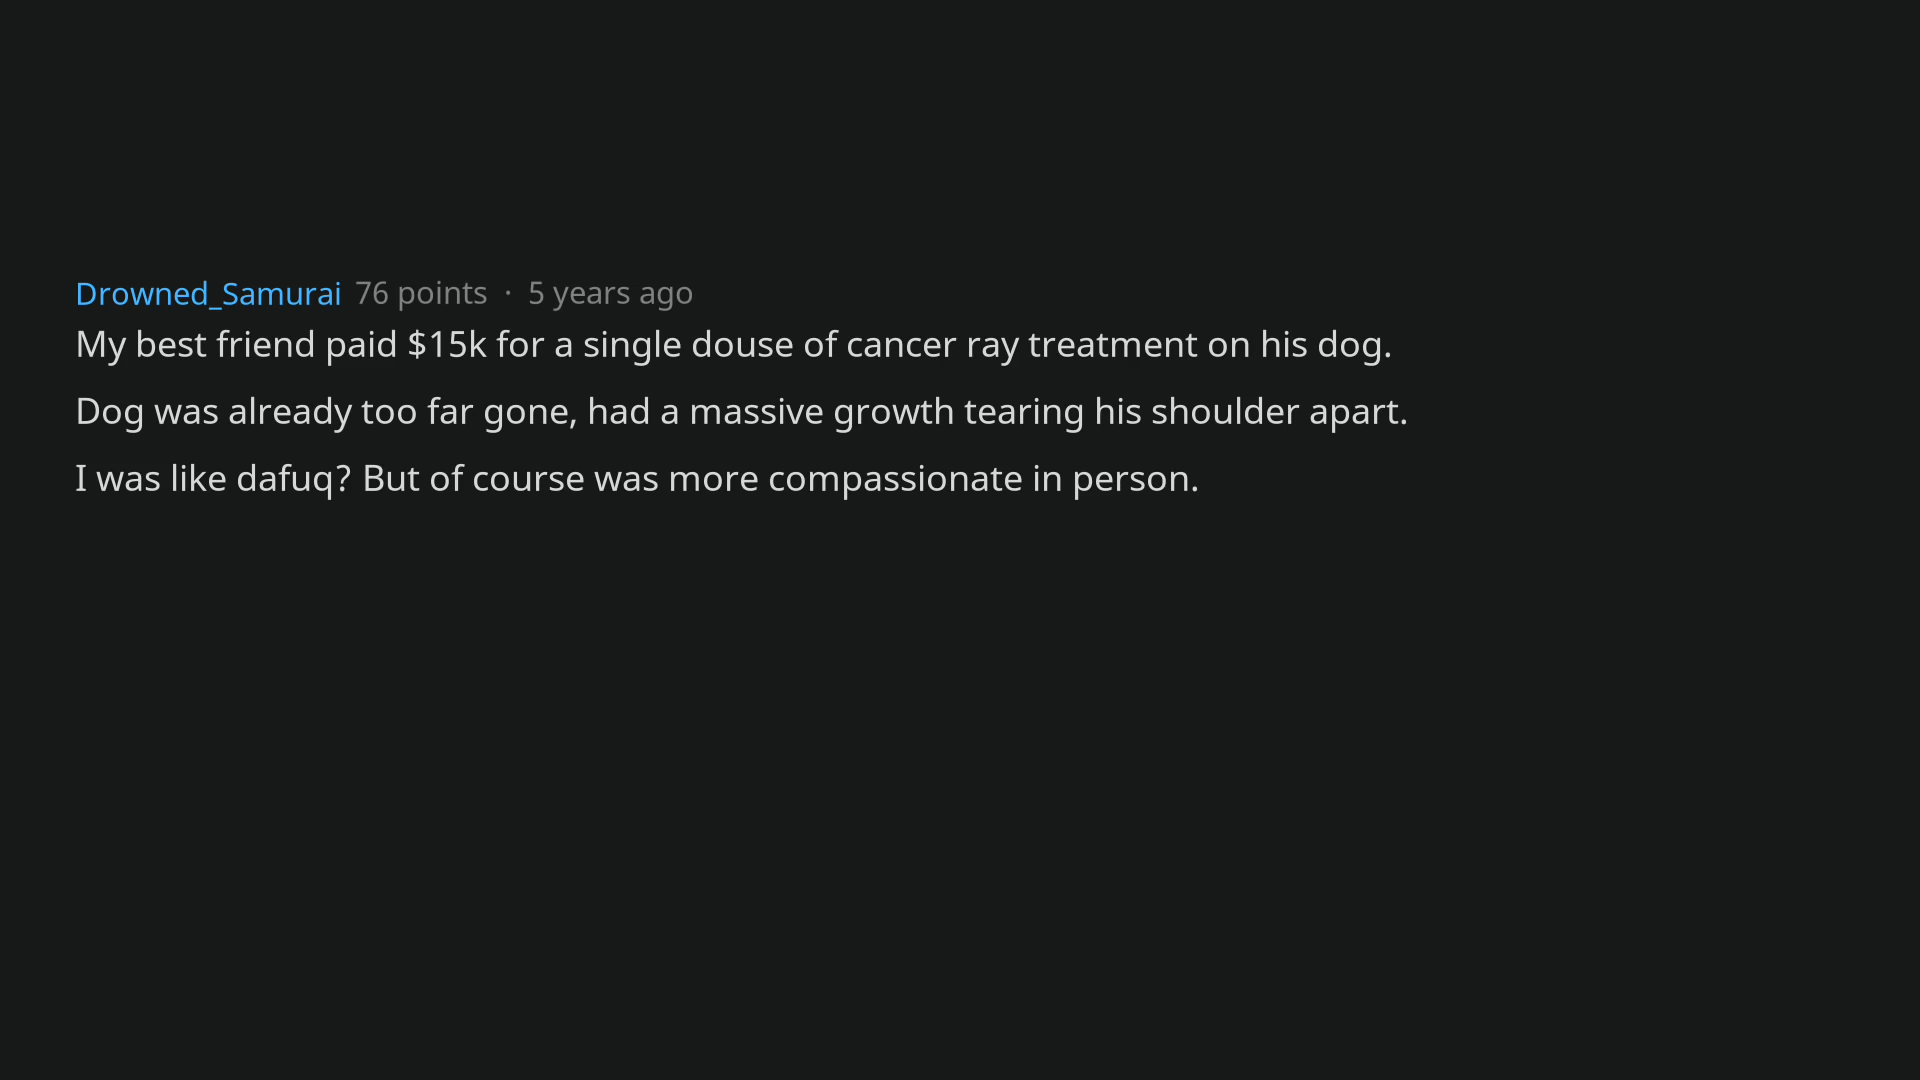 Drowned_Samurai 76 points · 5 years ago
My best friend paid $15k for a single douse of cancer ray treatment on his dog.
Dog was already too far gone, had a massive growth tearing his shoulder apart.
I was like dafuq? But of course was more compassionate in person.